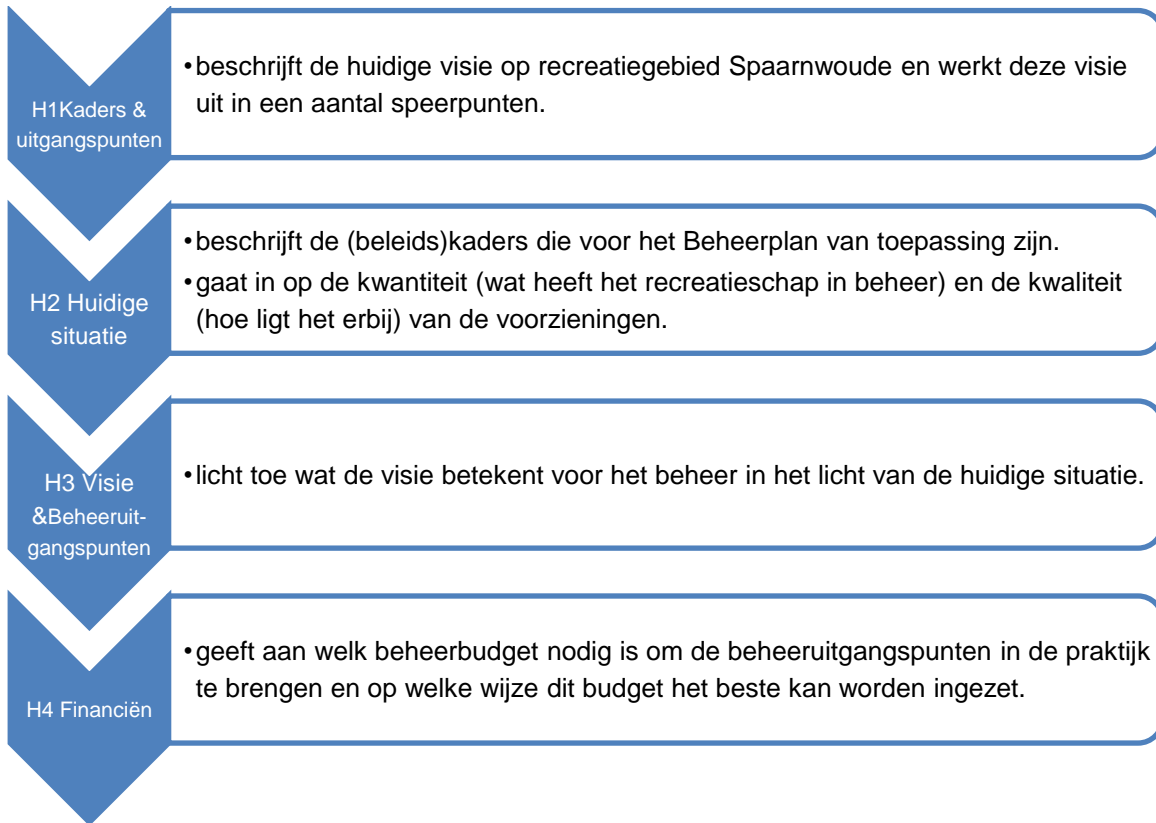 H1Kaders &
uitgangspunten
•beschrijft de huidige visie op recreatiegebied Spaarnwoude en werkt deze visie
uit in een aantal speerpunten.
H2 Huidige
situatie
•beschrijft de (beleids)kaders die voor het Beheerplan van toepassing zijn.
•gaat in op de kwantiteit (wat heeft het recreatieschap in beheer) en de kwaliteit
(hoe ligt het erbij) van de voorzieningen.
H3 Visie
&Beheeruit-
gangspunten
•licht toe wat de visie betekent voor het beheer in het licht van de huidige situatie.
H4 Financiën
•geeft aan welk beheerbudget nodig is om de beheeruitgangspunten in de praktijk
te brengen en op welke wijze dit budget het beste kan worden ingezet.